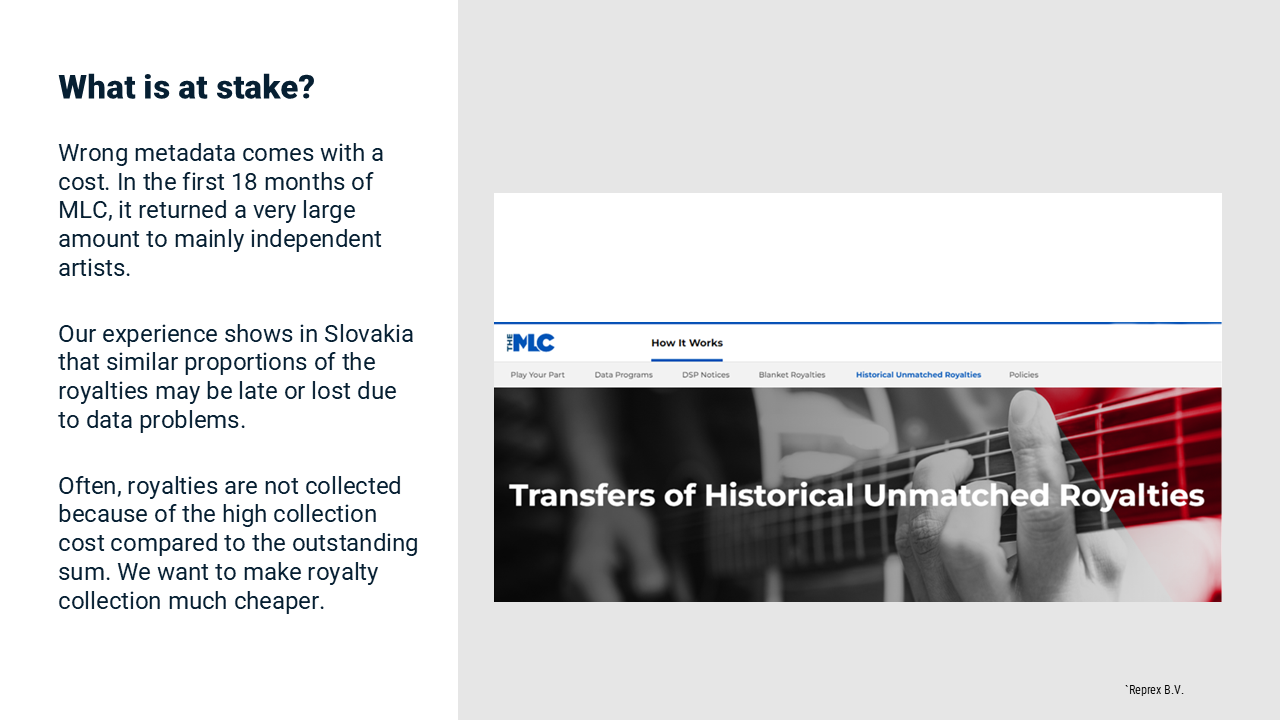 What is at stake?
Wrong metadata comes with a
cost. In the first 18 months of
MLC, it returned a very large
amount to mainly independent
artists.
Our experience shows in Slovakia
that similar proportions of the
royalties may be late or lost due
to data problems.
Often, royalties are not collected
because of the high collection
cost compared to the outstanding
sum. We want to make royalty
collection much cheaper.
THE MLC
How It Works
Play Your Part Data Programs DSP Notices Blanket Royalties Historical Unmatched Royalties Policies
Transfers of Historical Unmatched Royalties
`Reprex B.V.